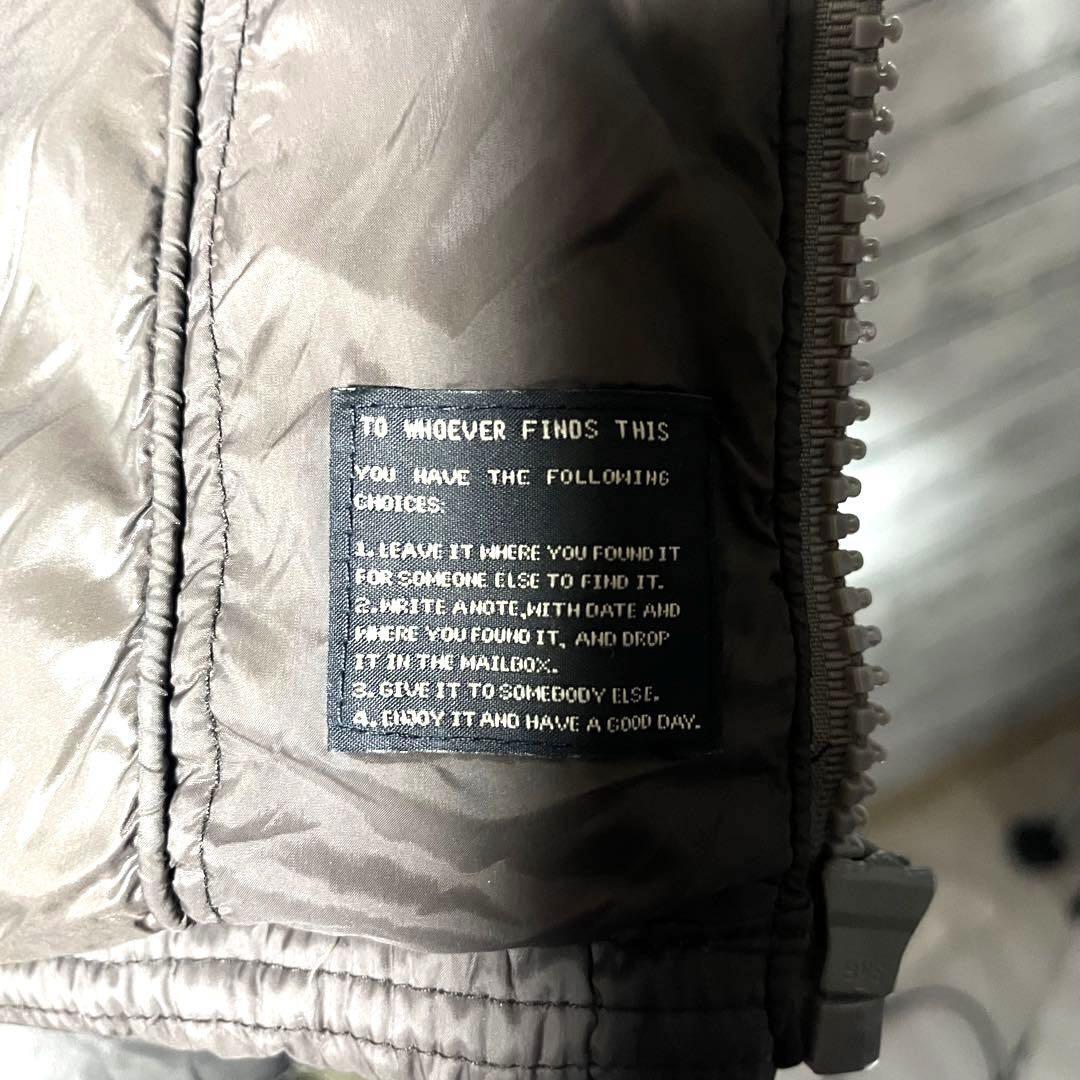 TO WHOEVER FINDS THIS
YOU HAVE THE FOLLOWING
CHOICES:
1. LEAVE IT WHERE YOU FOUND IT
FOR SOMEONE ELSE TO FIND IT.
2. WRITE A NOTE, WITH DATE AND
WHERE YOU FOUND IT, AND DROP
IT IN THE MAILBOX.
3. GIVE IT TO SOMEBODY ELSE.
4. ENJOY IT AND HAVE A GOOD DAY.